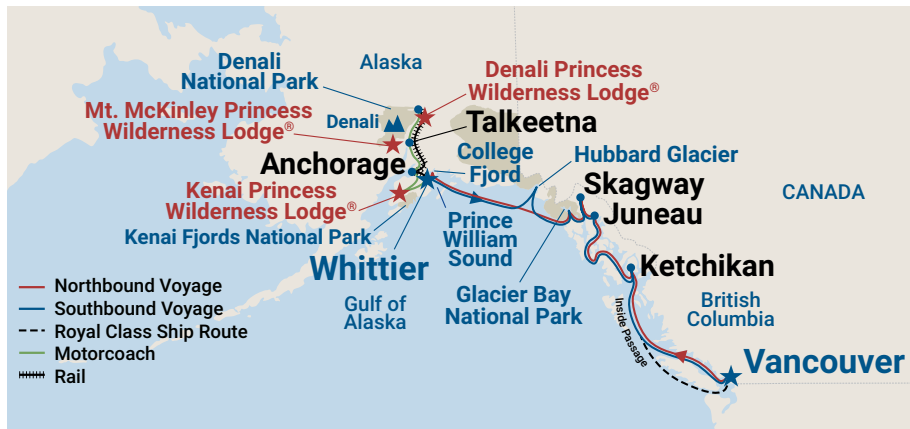 Denali
National Park
Alaska
Denali Princess
Wilderness Lodge®
Mt. McKinley Princess
Wilderness Lodge®
Denali
Talkeetna
College
Fjord
Hubbard Glacier
Anchorage
Skagway
CANADA
Kenai Princess
Wilderness Lodge®
Juneau
Prince
William
Sound
Kenai Fjords National Park
Whittier
Ketchikan
Glacier Bay
National Park
Gulf of
Alaska
British
Columbia
Inside Passage
Vancouver
Northbound Voyage
Southbound Voyage
Royal Class Ship Route
Motorcoach
Rail